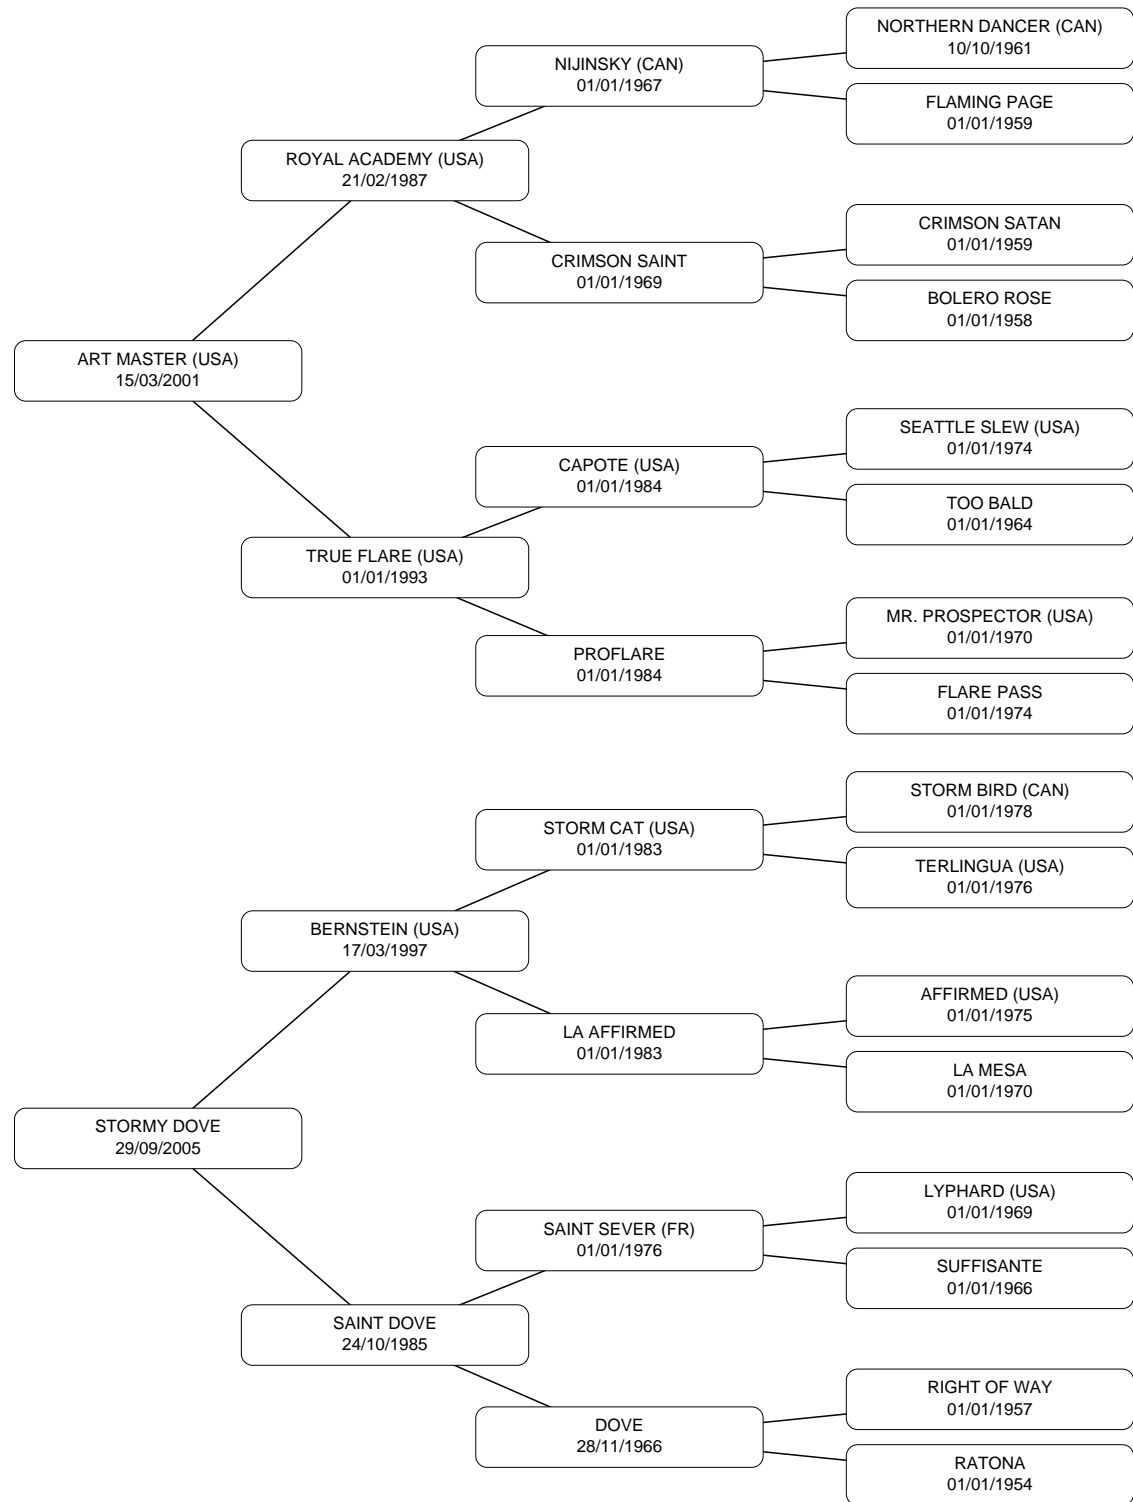 NORTHERN DANCER (CAN)
10/10/1961
NIJINSKY (CAN)
01/01/1967
FLAMING PAGE
01/01/1959
ROYAL ACADEMY (USA)
21/02/1987
CRIMSON SATAN
01/01/1959
CRIMSON SAINT
01/01/1969
BOLERO ROSE
01/01/1958
ART MASTER (USA)
15/03/2001
SEATTLE SLEW (USA)
01/01/1974
CAPOTE (USA)
01/01/1984
TOO BALD
01/01/1964
TRUE FLARE (USA)
01/01/1993
MR. PROSPECTOR (USA)
01/01/1970
PROFLARE
01/01/1984
FLARE PASS
01/01/1974
STORM BIRD (CAN)
01/01/1978
STORM CAT (USA)
01/01/1983
TERLINGUA (USA)
01/01/1976
BERNSTEIN (USA)
17/03/1997
AFFIRMED (USA)
01/01/1975
LA AFFIRMED
01/01/1983
LA MESA
01/01/1970
STORMY DOVE
29/09/2005
LYPHARD (USA)
01/01/1969
SAINT SEVER (FR)
01/01/1976
SUFFISANTE
01/01/1966
SAINT DOVE
24/10/1985
RIGHT OF WAY
01/01/1957
DOVE
28/11/1966
RATONA
01/01/1954